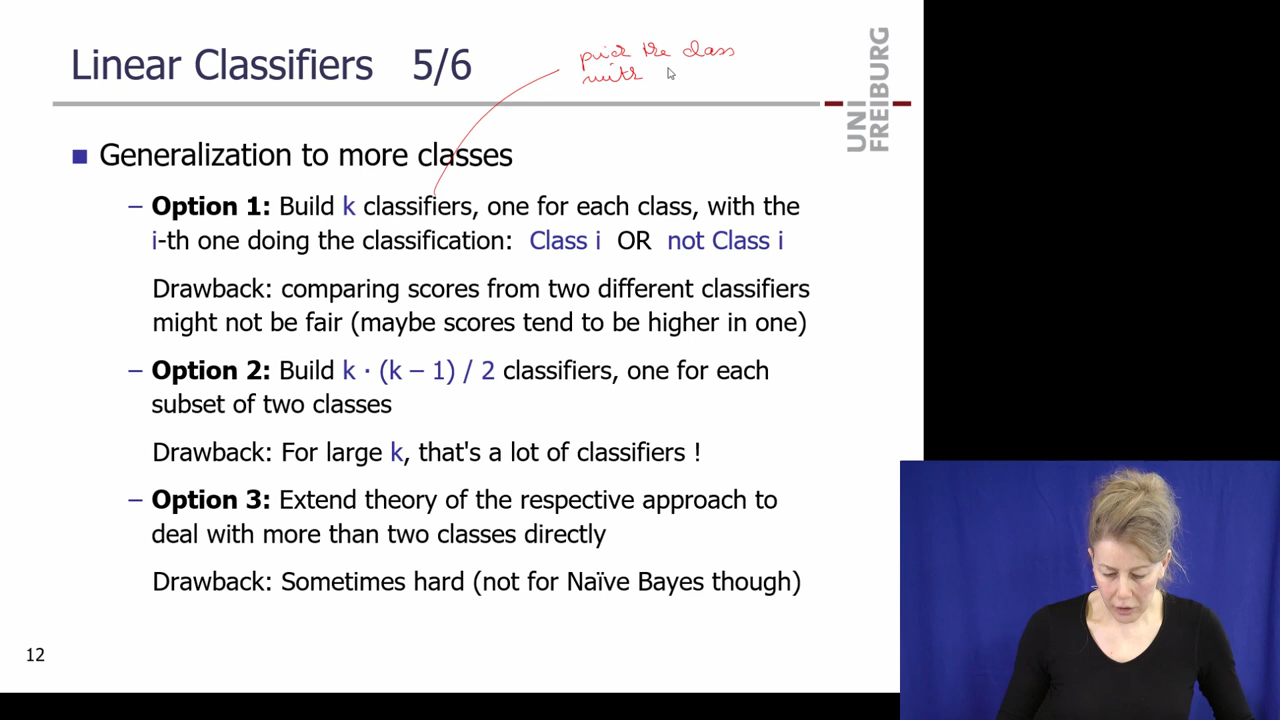 Linear Classifiers 5/6
pick the class
with
UNI
FREIBURG
Generalization to more classes
– Option 1: Build k classifiers, one for each class, with the
i-th one doing the classification: Class i OR not Class i
Drawback: comparing scores from two different classifiers
might not be fair (maybe scores tend to be higher in one)
– Option 2: Build k · (k – 1) / 2 classifiers, one for each
subset of two classes
Drawback: For large k, that's a lot of classifiers !
– Option 3: Extend theory of the respective approach to
deal with more than two classes directly
Drawback: Sometimes hard (not for Naïve Bayes though)
12